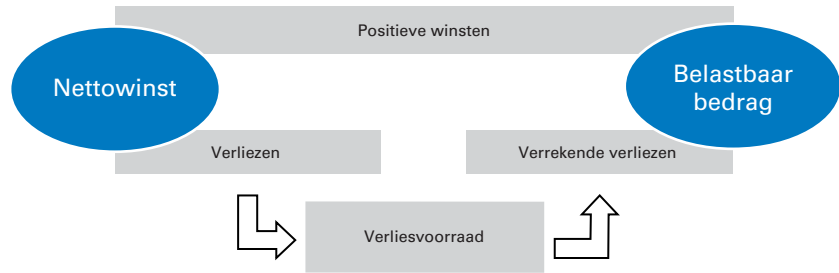 Positieve winsten
Nettowinst
Belastbaar
bedrag
Verliezen
Verrekende verliezen
Verliesvoorraad